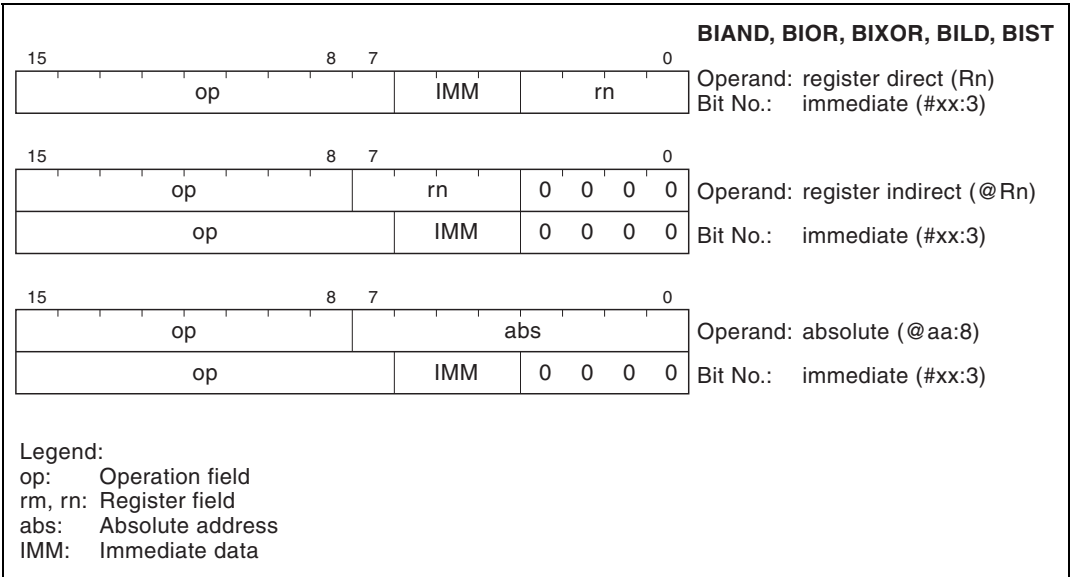 BIAND, BIOR, BIXOR, BILD, BIST
15 8 7 0
op IMM rn
Operand: register direct (Rn)
Bit No.: immediate (#xx:3)
15 8 7 0
op rn 0 0 0 0 Operand: register indirect (@Rn)
op IMM 0 0 0 0 Bit No.: immediate (#xx:3)
15 8 7 0
op abs Operand: absolute (@aa:8)
op IMM 0 0 0 0 Bit No.: immediate (#xx:3)
Legend:
op: Operation field
rm, rn: Register field
abs: Absolute address
IMM: Immediate data